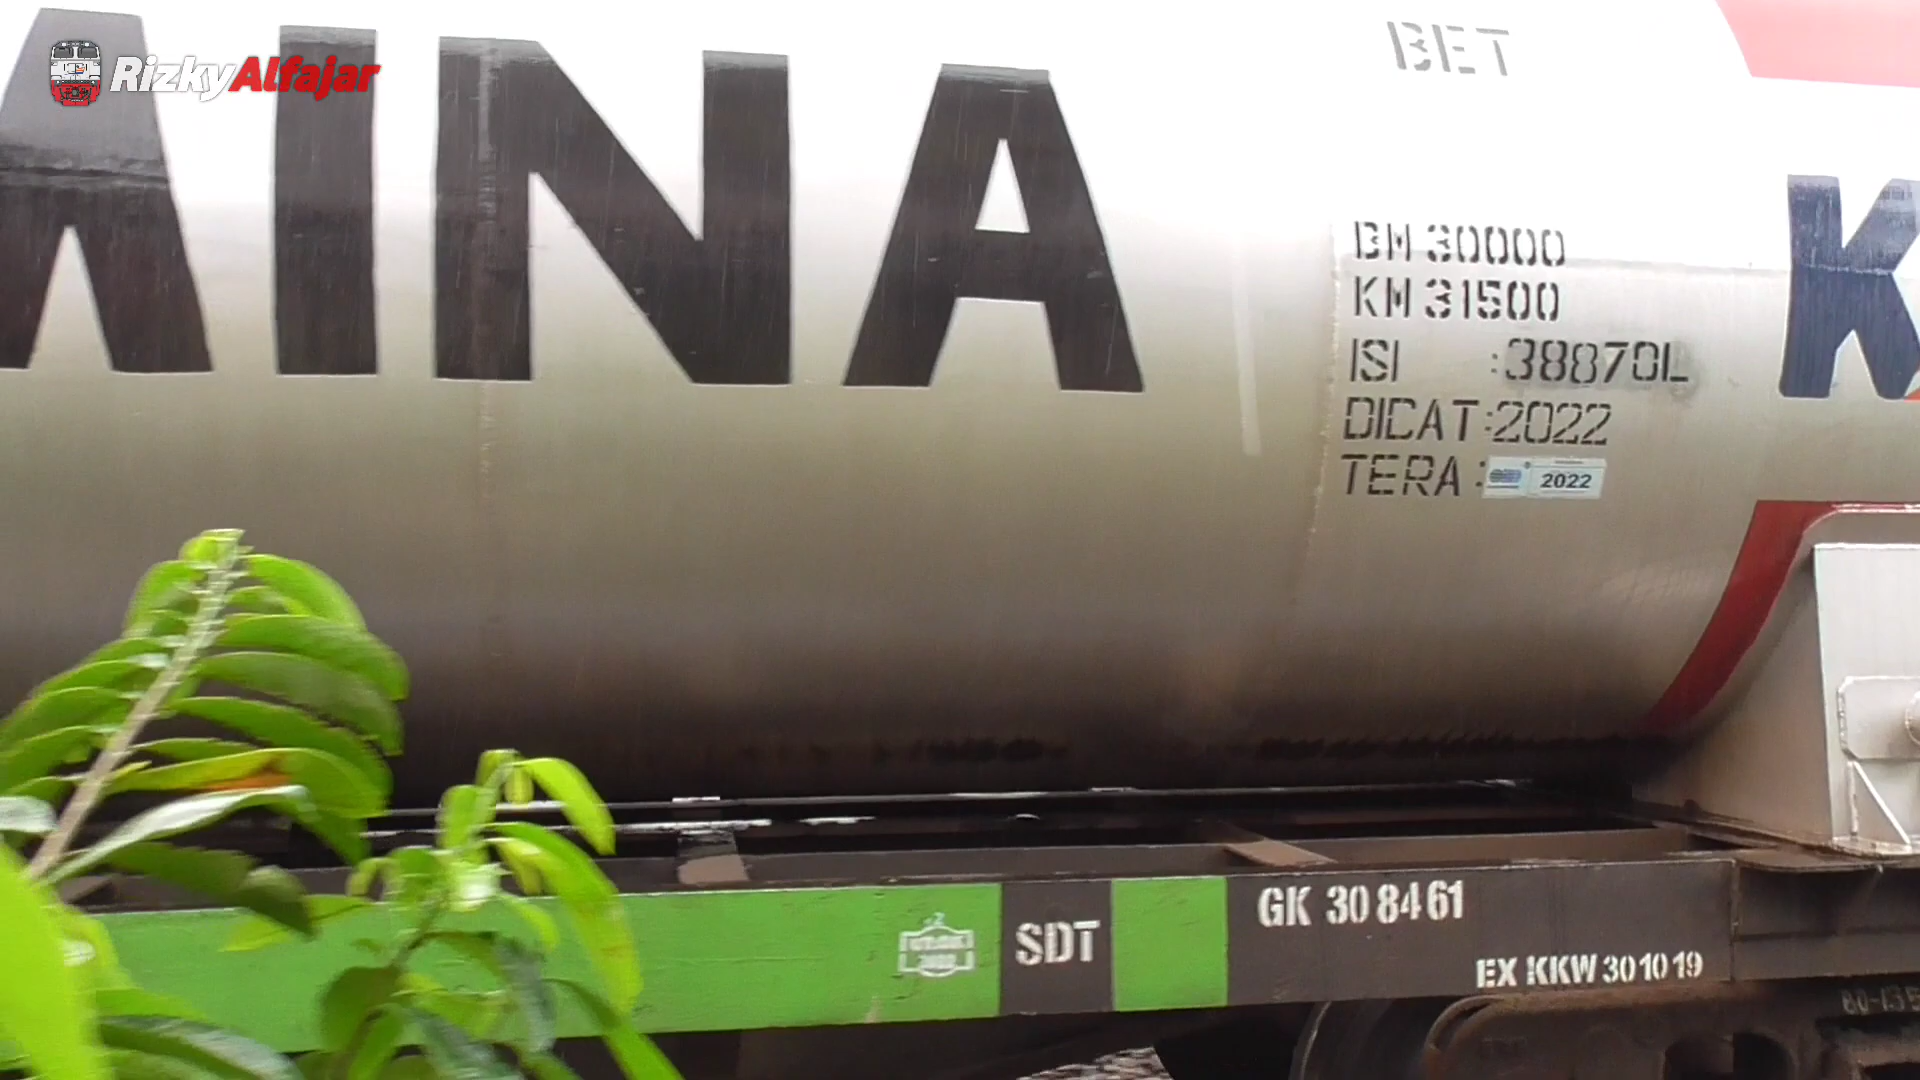 RizkyAlfajar
MINA
BET
BM 30000
KM 31500
ISI :38870L
DICAT:2022
TERA : 2022
K
SDT
GK 30 84 61
EX KKW 30 10 19